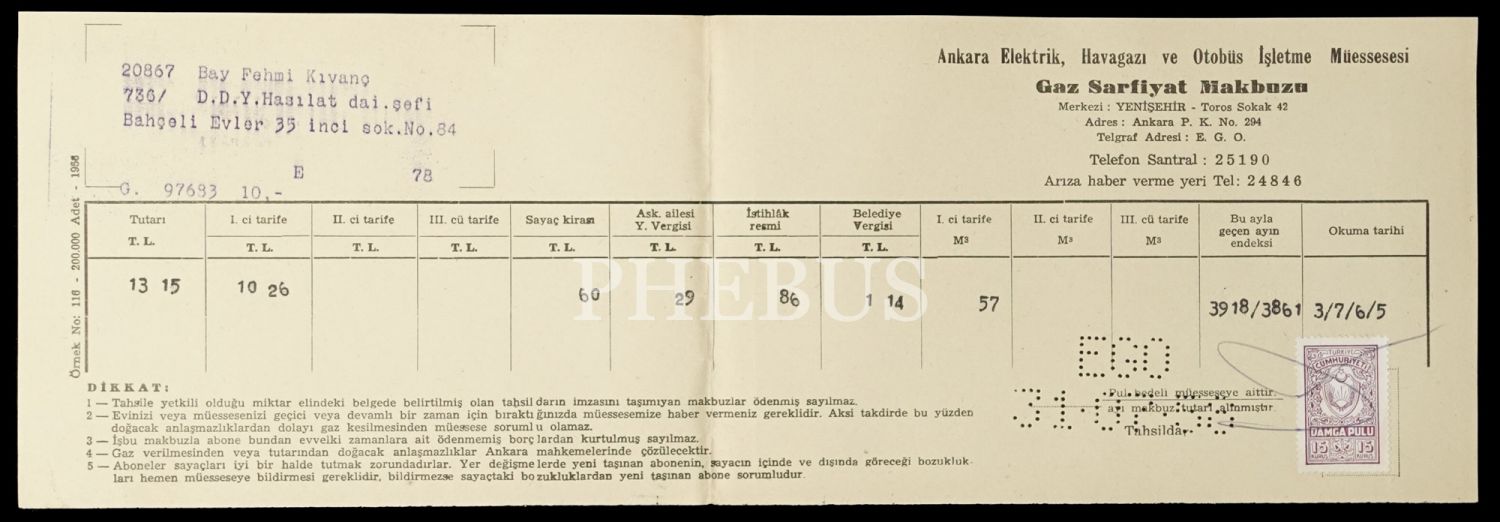 20867 Bay Fehmi Kıvanç
736/ D.D.Y.Hasılat dai.şefi
Bahçeli Evler 35 inci sok.No.84
E 78
G. 97683 10,-
Ankara Elektrik, Havagazı ve Otobüs İşletme Müessesesi
Gaz Sarfiyat Makbuzu
Merkezi : YENİŞEHİR - Toros Sokak 42
Adres : Ankara P. K. No. 294
Telgraf Adresi : E. G. O.
Telefon Santral : 25190
Arıza haber verme yeri Tel: 24846
Örnek No: 116 - 200.000 Adet - 1956
Tutarı T. L.
I. ci tarife T. L.
II. ci tarife T. L.
III. cü tarife T. L.
Sayaç kirası T. L.
Ask. ailesi Y. Vergisi T. L.
İstihlâk resmi T. L.
Belediye Vergisi T. L.
I. ci tarife M³
II. ci tarife M³
III. cü tarife M³
Bu ayla geçen ayın endeksi
Okuma tarihi
13 15 10 26 60 29 86 1 14 57 3918/3861 3/7/6/5
PHEBUS
EGO
DİKKAT:
1 — Tahsile yetkili olduğu miktar elindeki belgede belirtilmiş olan tahsildarın imzasını taşımıyan makbuzlar ödenmiş sayılmaz.
2 — Evinizi veya müessesenizi geçici veya devamlı bir zaman için bıraktığınızda müessesemize haber vermeniz gereklidir. Aksi takdirde bu yüzden
doğacak anlaşmazlıklardan dolayı gaz kesilmesinden müessese sorumlu olamaz.
3 — İşbu makbuzla abone bundan evvelki zamanlara ait ödenmemiş borçlardan kurtulmuş sayılmaz.
4 — Gaz verilmesinden veya tutarından doğacak anlaşmazlıklar Ankara mahkemelerinde çözülecektir.
5 — Aboneler sayaçları iyi bir halde tutmak zorundadırlar. Yer değişmelerde yeni taşınan abonenin, sayacın içinde ve dışında göreceği bozukluk-
ları hemen müesseseye bildirmesi gereklidir, bildirmezse sayaçtaki bozukluklardan yeni taşınan abone sorumludur.
Pul bedeli müesseseye aittir.
ayı makbuz tutarı alınmıştır.
Tahsildar
TÜRKİYE
CUMHURİYETİ
DAMGA PULU
15 15
KURUŞ KURUŞ